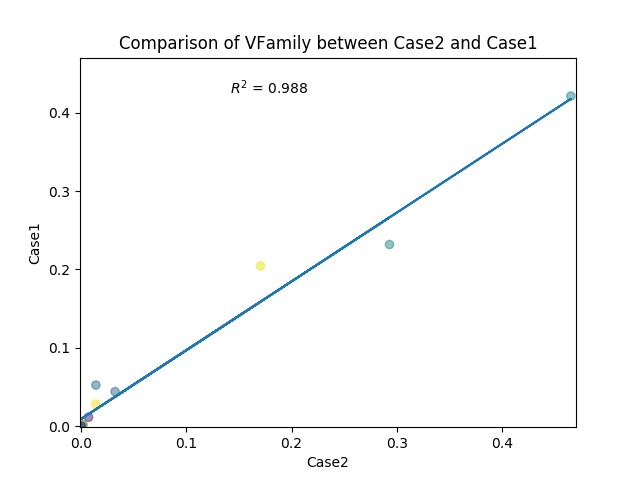 Comparison of VFamily between Case2 and Case1
R² = 0.988
0.4
0.3
0.2
0.1
0.0
Case1
0.0 0.1 0.2 0.3 0.4
Case2